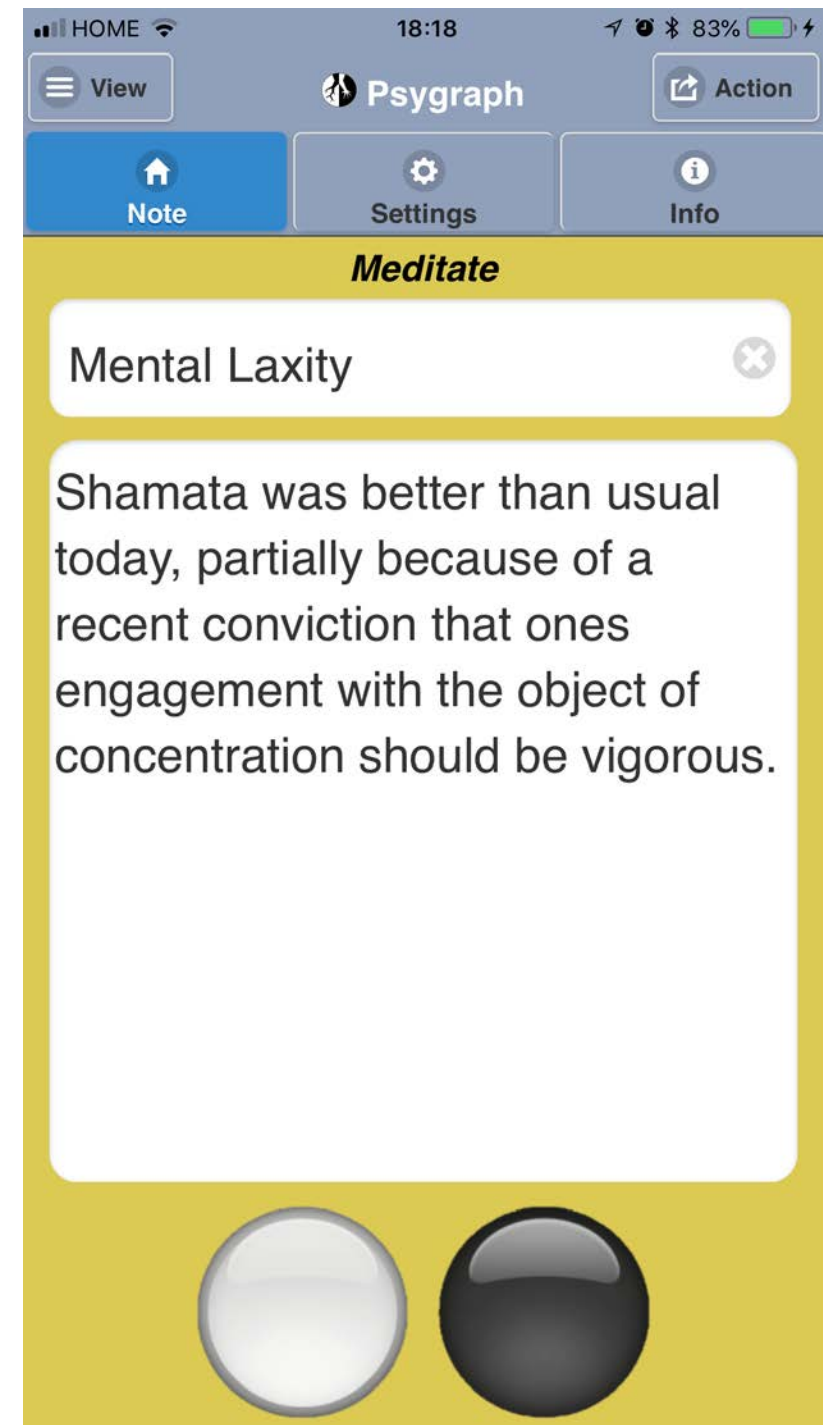 HOME 18:18 83%
View Psygraph Action
Note Settings Info
Meditate
Mental Laxity
Shamata was better than usual
today, partially because of a
recent conviction that ones
engagement with the object of
concentration should be vigorous.